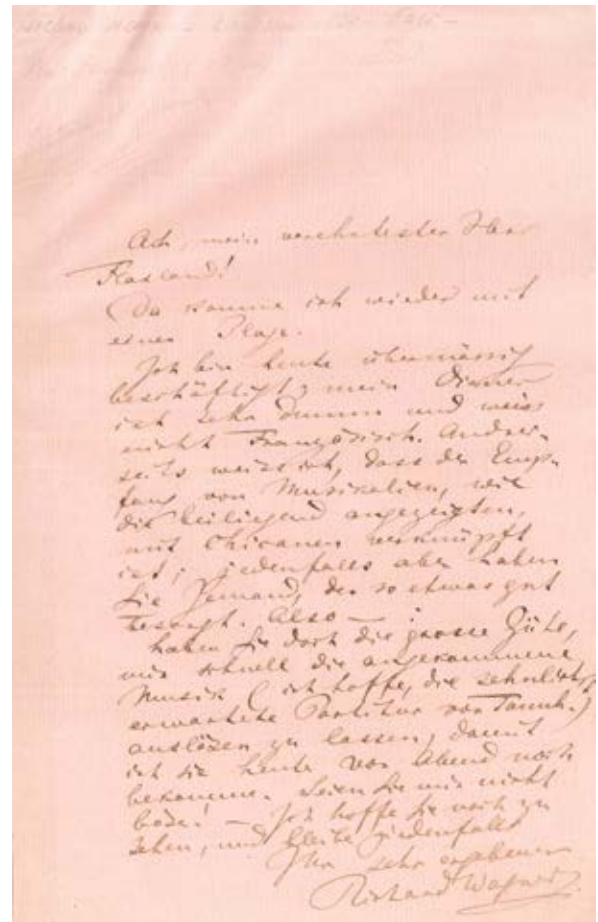 Ach, mein verehrtester Herr
Flaxland!
Da komme ich wieder mit
einer Plage.
Ich bin heute übermässig
beschäftigt; mein Diener
ist sehr dumm und weiss
nicht Französisch. Andrer-
seits weiss ich, dass der Emp-
fang von Musikalien, wie
die beiliegend angezeigten,
mit Chicanen verknüpft
ist; jedenfalls aber haben
Sie Jemand, der so etwas gut
besorgt. Also —
haben Sie doch die grosse Güte,
mir schnell die angekommene
Musik (ich hoffe, die sehnlichst
erwartete Partitur von Tannh.)
auslösen zu lassen, damit
ich sie heute vor Abend noch
bekomme. Seien Sie mir nicht
böse! — Ich hoffe Sie noch zu
sehen, und bleibe jedenfalls
Ihr sehr ergebener
Richard Wagner